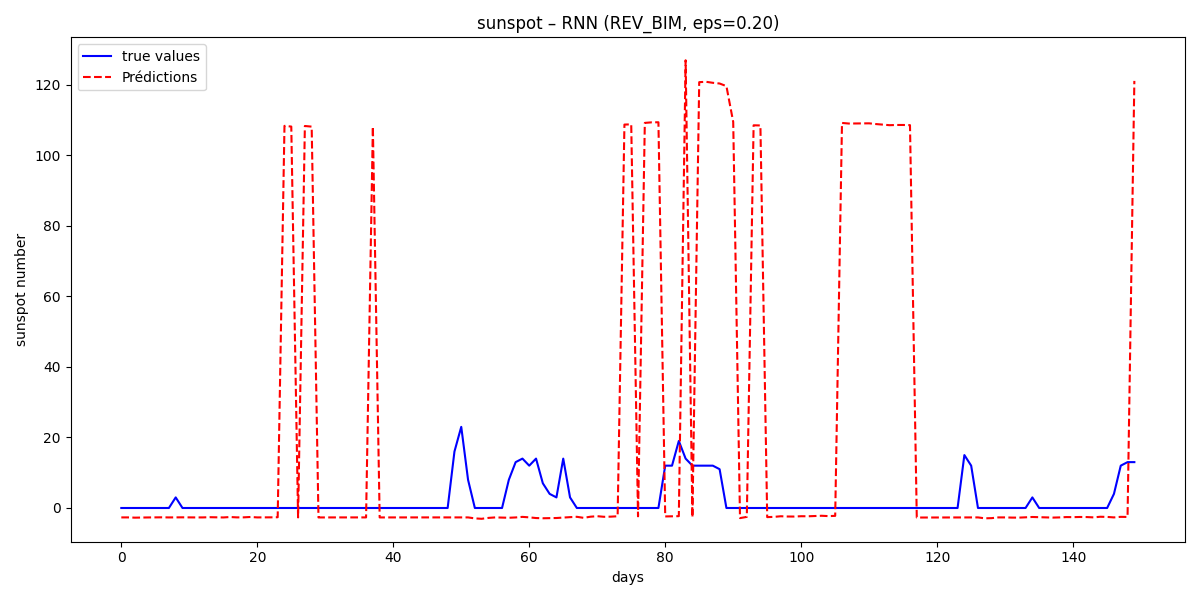 sunspot – RNN (REV_BIM, eps=0.20)
true values
Prédictions
sunspot number
120
100
80
60
40
20
0
0 20 40 60 80 100 120 140
days